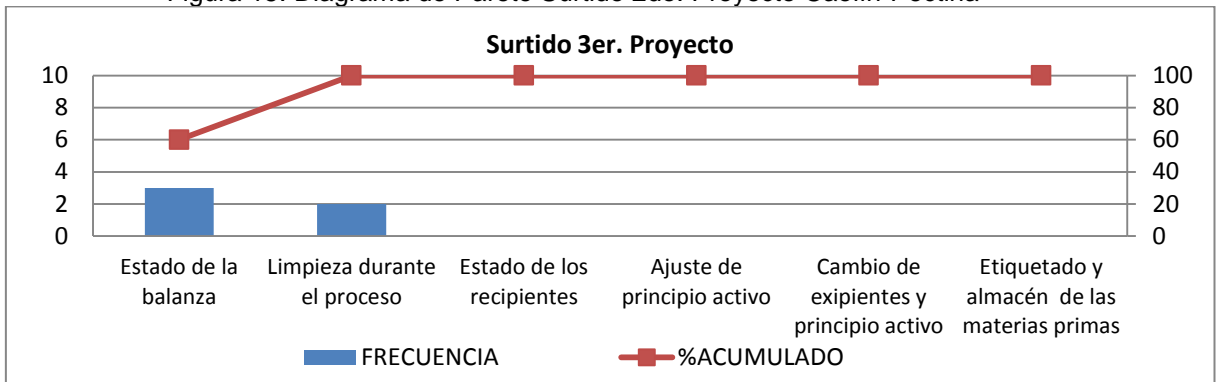 Surtido 3er. Proyecto
10
8
6
4
2
0
100
80
60
40
20
0
Estado de la
balanza
Limpieza durante
el proceso
Estado de los
recipientes
Ajuste de
principio activo
Cambio de
exipientes y
principio activo
Etiquetado y
almacén de las
materias primas
FRECUENCIA
%ACUMULADO